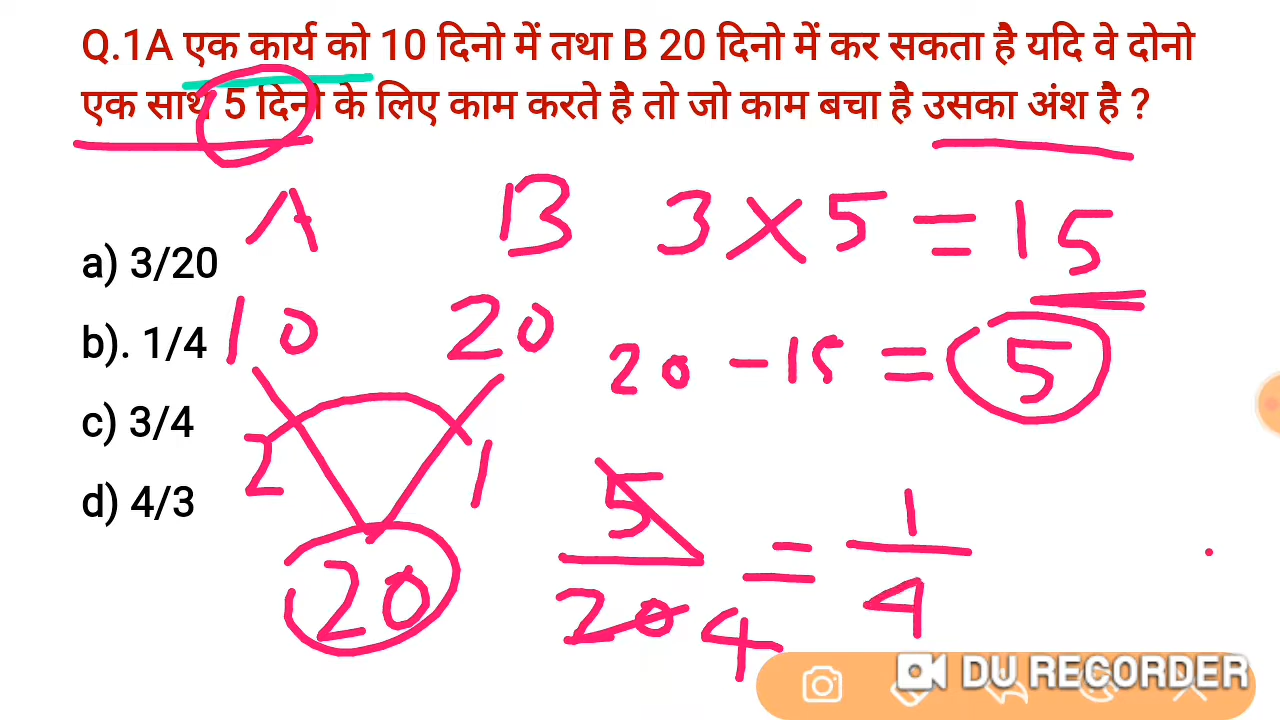 Q.1A एक कार्य को 10 दिनो में तथा B 20 दिनो में कर सकता है यदि वे दोनो
एक साथ 5 दिनो के लिए काम करते है तो जो काम बचा है उसका अंश है ?
A B 3 × 5 = 15
a) 3/20
10 20
b). 1/4
20 - 15 = 5
c) 3/4
2 1
d) 4/3
5/20 4 = 1/4
20
DU RECORDER